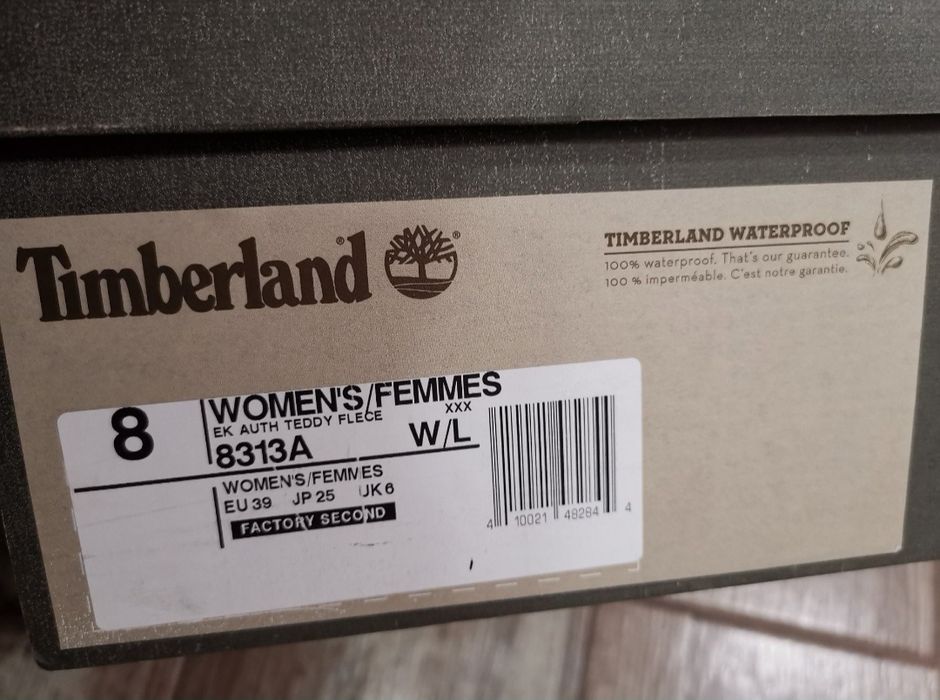 Timberland®
®
TIMBERLAND WATERPROOF
100% waterproof. That's our guarantee.
100 % imperméable. C'est notre garantie.
8
WOMEN'S/FEMMES
EK AUTH TEDDY FLECE
XXX
8313A
W/L
WOMEN'S/FEMMES
EU 39 JP 25 UK 6
FACTORY SECOND
4 10021 48284 4